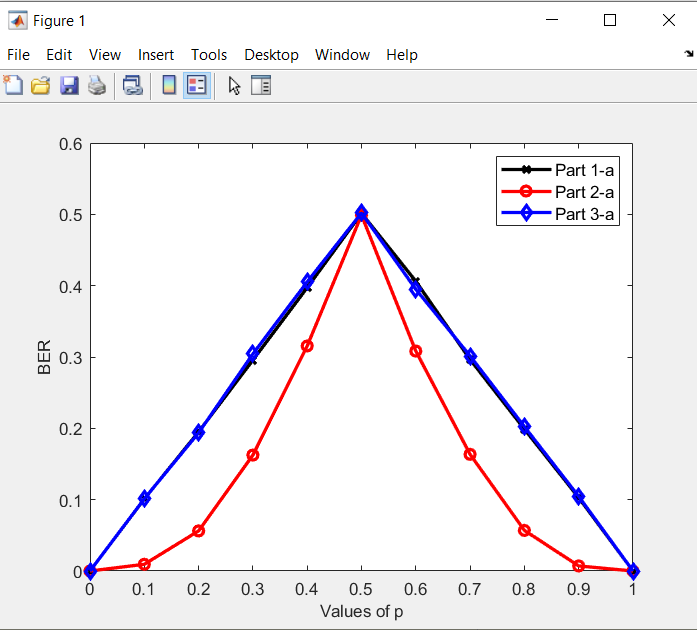 Figure 1
File Edit View Insert Tools Desktop Window Help
0.6
Part 1-a
Part 2-a
Part 3-a
0.5
0.4
0.3
0.2
0.1
0
BER
0 0.1 0.2 0.3 0.4 0.5 0.6 0.7 0.8 0.9 1
Values of p